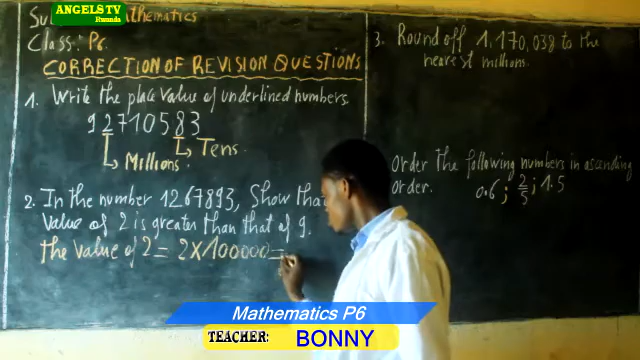 ANGELS TV
Rwanda
Su Mathematics
Class: P6.
CORRECTION OF REVISION QUESTIONS
1. Write the place value of underlined numbers.
92710583
Tens.
Millions.
2. In the number 1267893, Show that
Value of 2 is greater than that of 9.
The value of 2 = 2 X 100000 =
3. Round off 1,170,038 to the
nearest millions.
Order the following numbers in ascending
order. 0.6 ; 2/5 ; 1.5
Mathematics P6
TEACHER: BONNY